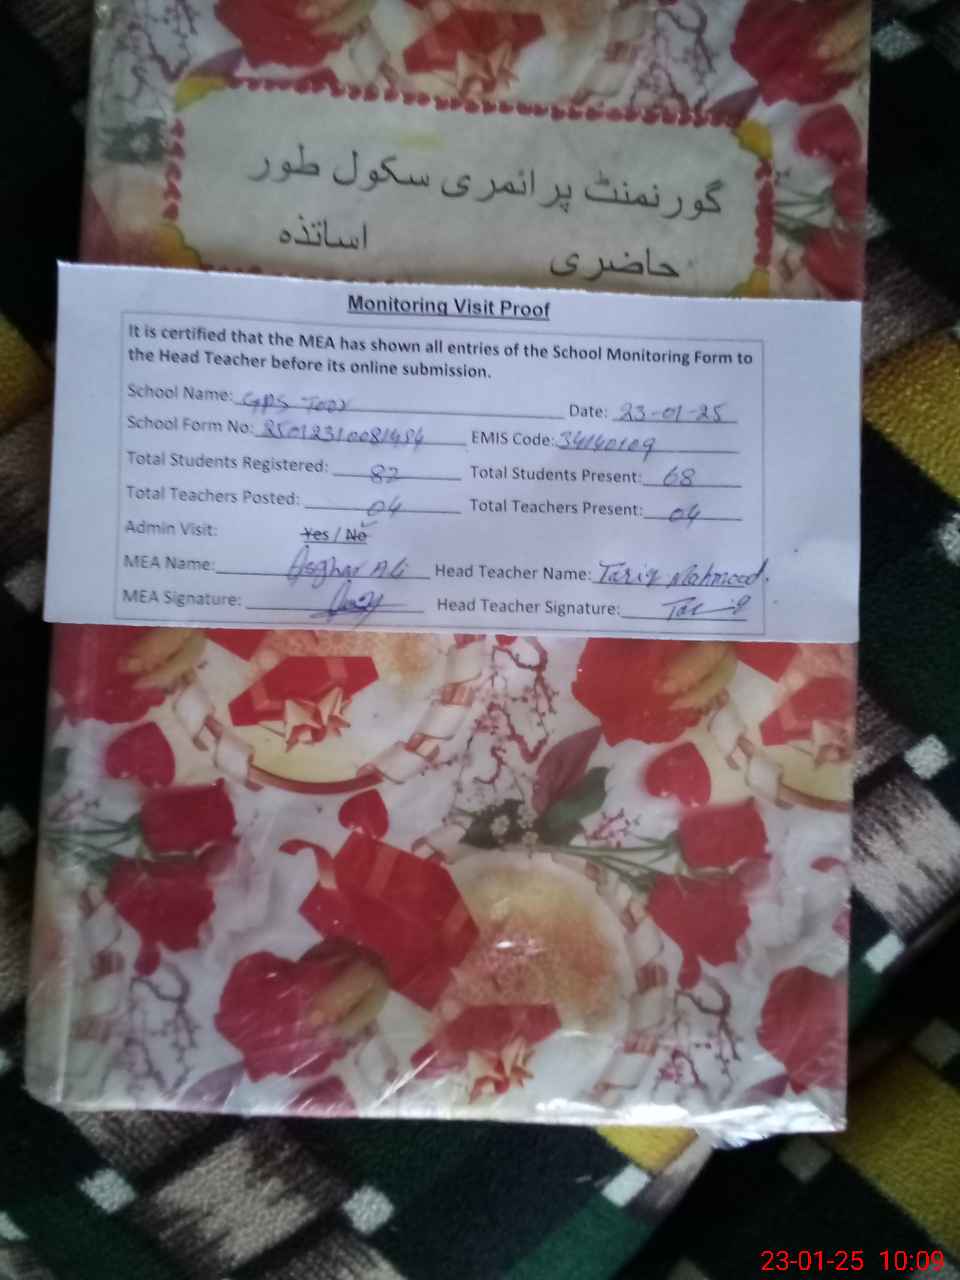 گورنمنٹ پرائمری سکول طور
حاضری اساتذہ
Monitoring Visit Proof
It is certified that the MEA has shown all entries of the School Monitoring Form to
the Head Teacher before its online submission.
School Name: GPS Toor Date: 23-01-25
School Form No: EMIS Code: 34140109
Total Students Registered: 82 Total Students Present: 68
Total Teachers Posted: 04 Total Teachers Present: 04
Admin Visit: Yes / No
MEA Name: Asghar Ali Head Teacher Name: Tariq Mahmood.
MEA Signature: Head Teacher Signature:
23-01-25 10:09